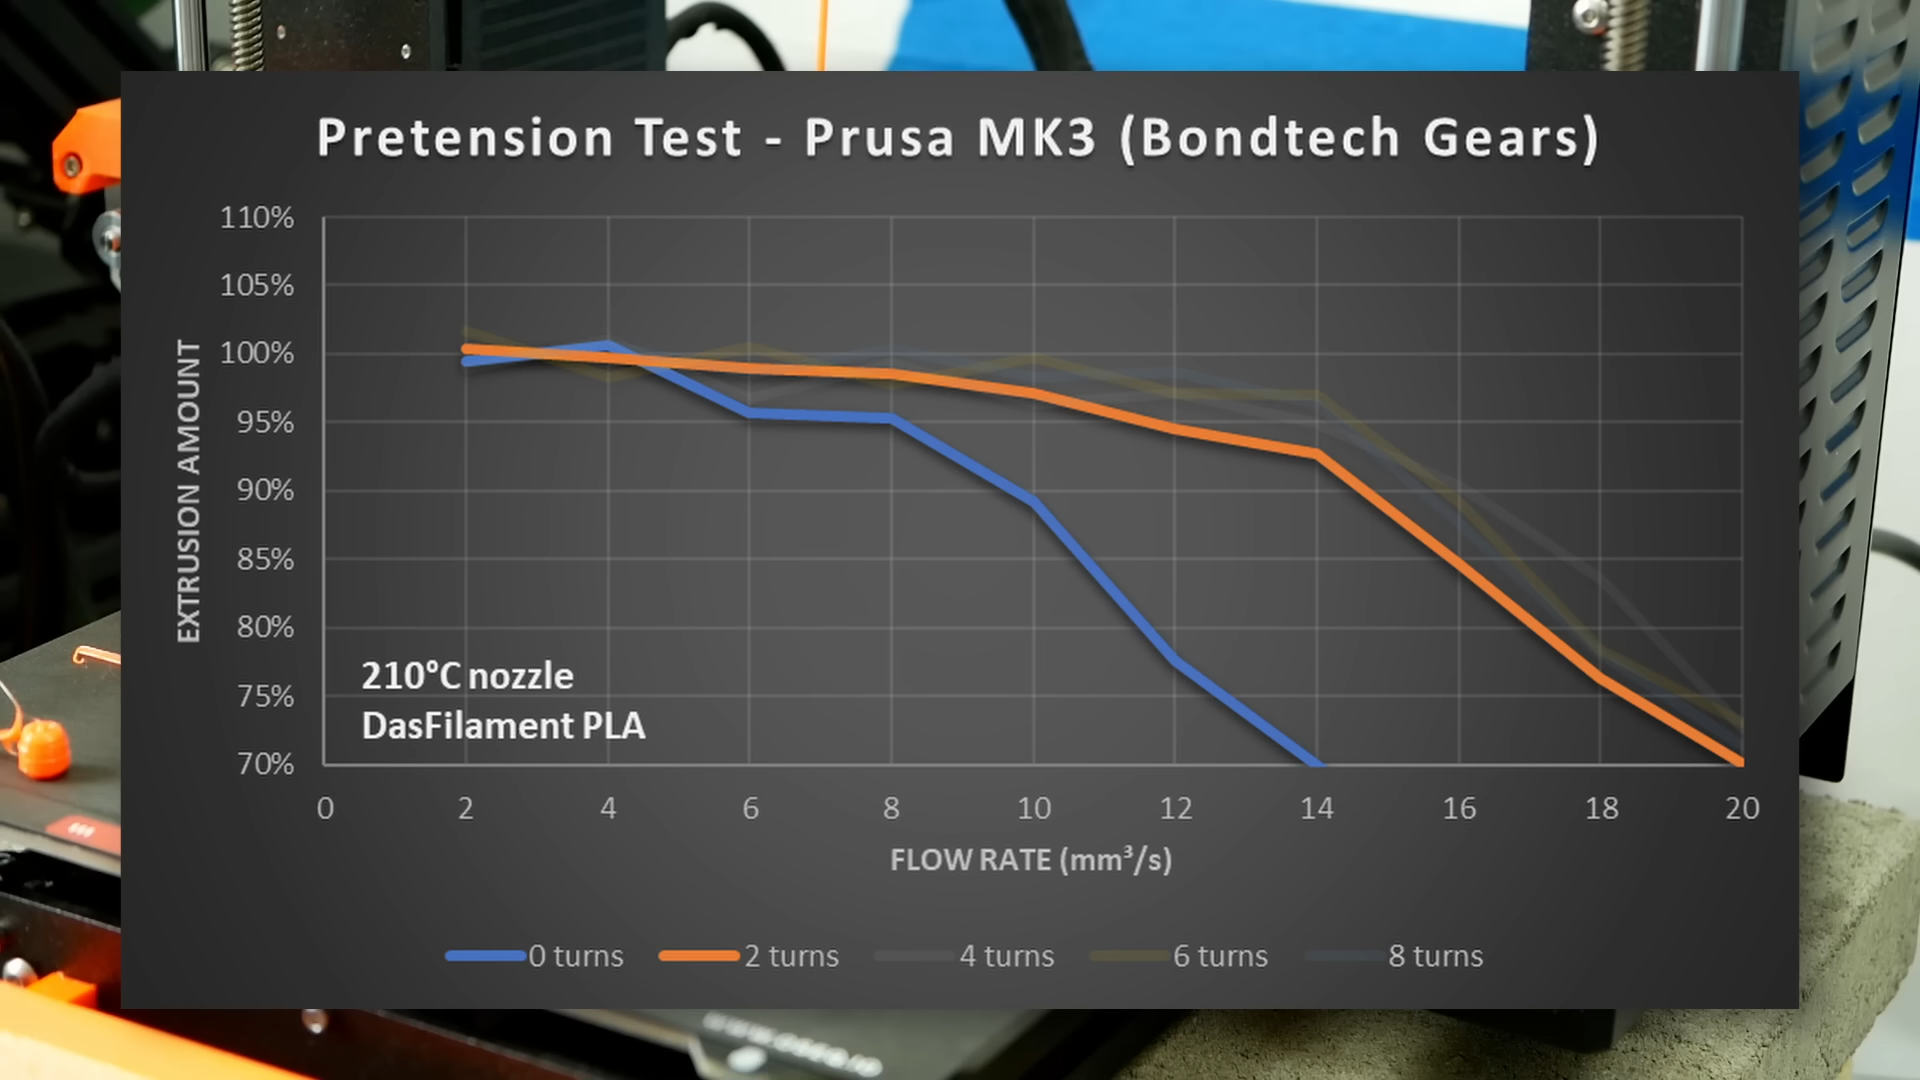 Pretension Test - Prusa MK3 (Bondtech Gears)
110%
105%
100%
95%
90%
85%
80%
75%
70%
EXTRUSION AMOUNT
210°C nozzle
DasFilament PLA
0 2 4 6 8 10 12 14 16 18 20
FLOW RATE (mm³/s)
0 turns 2 turns 4 turns 6 turns 8 turns